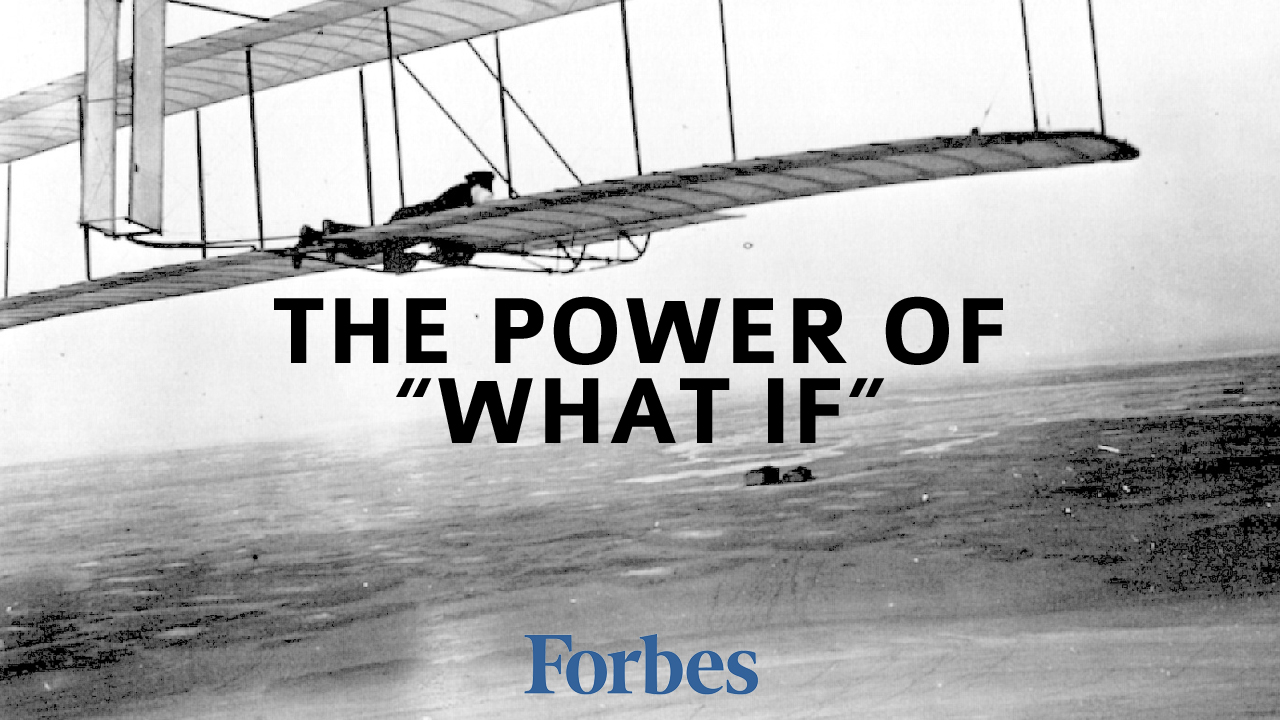 THE POWER OF
"WHAT IF"
Forbes